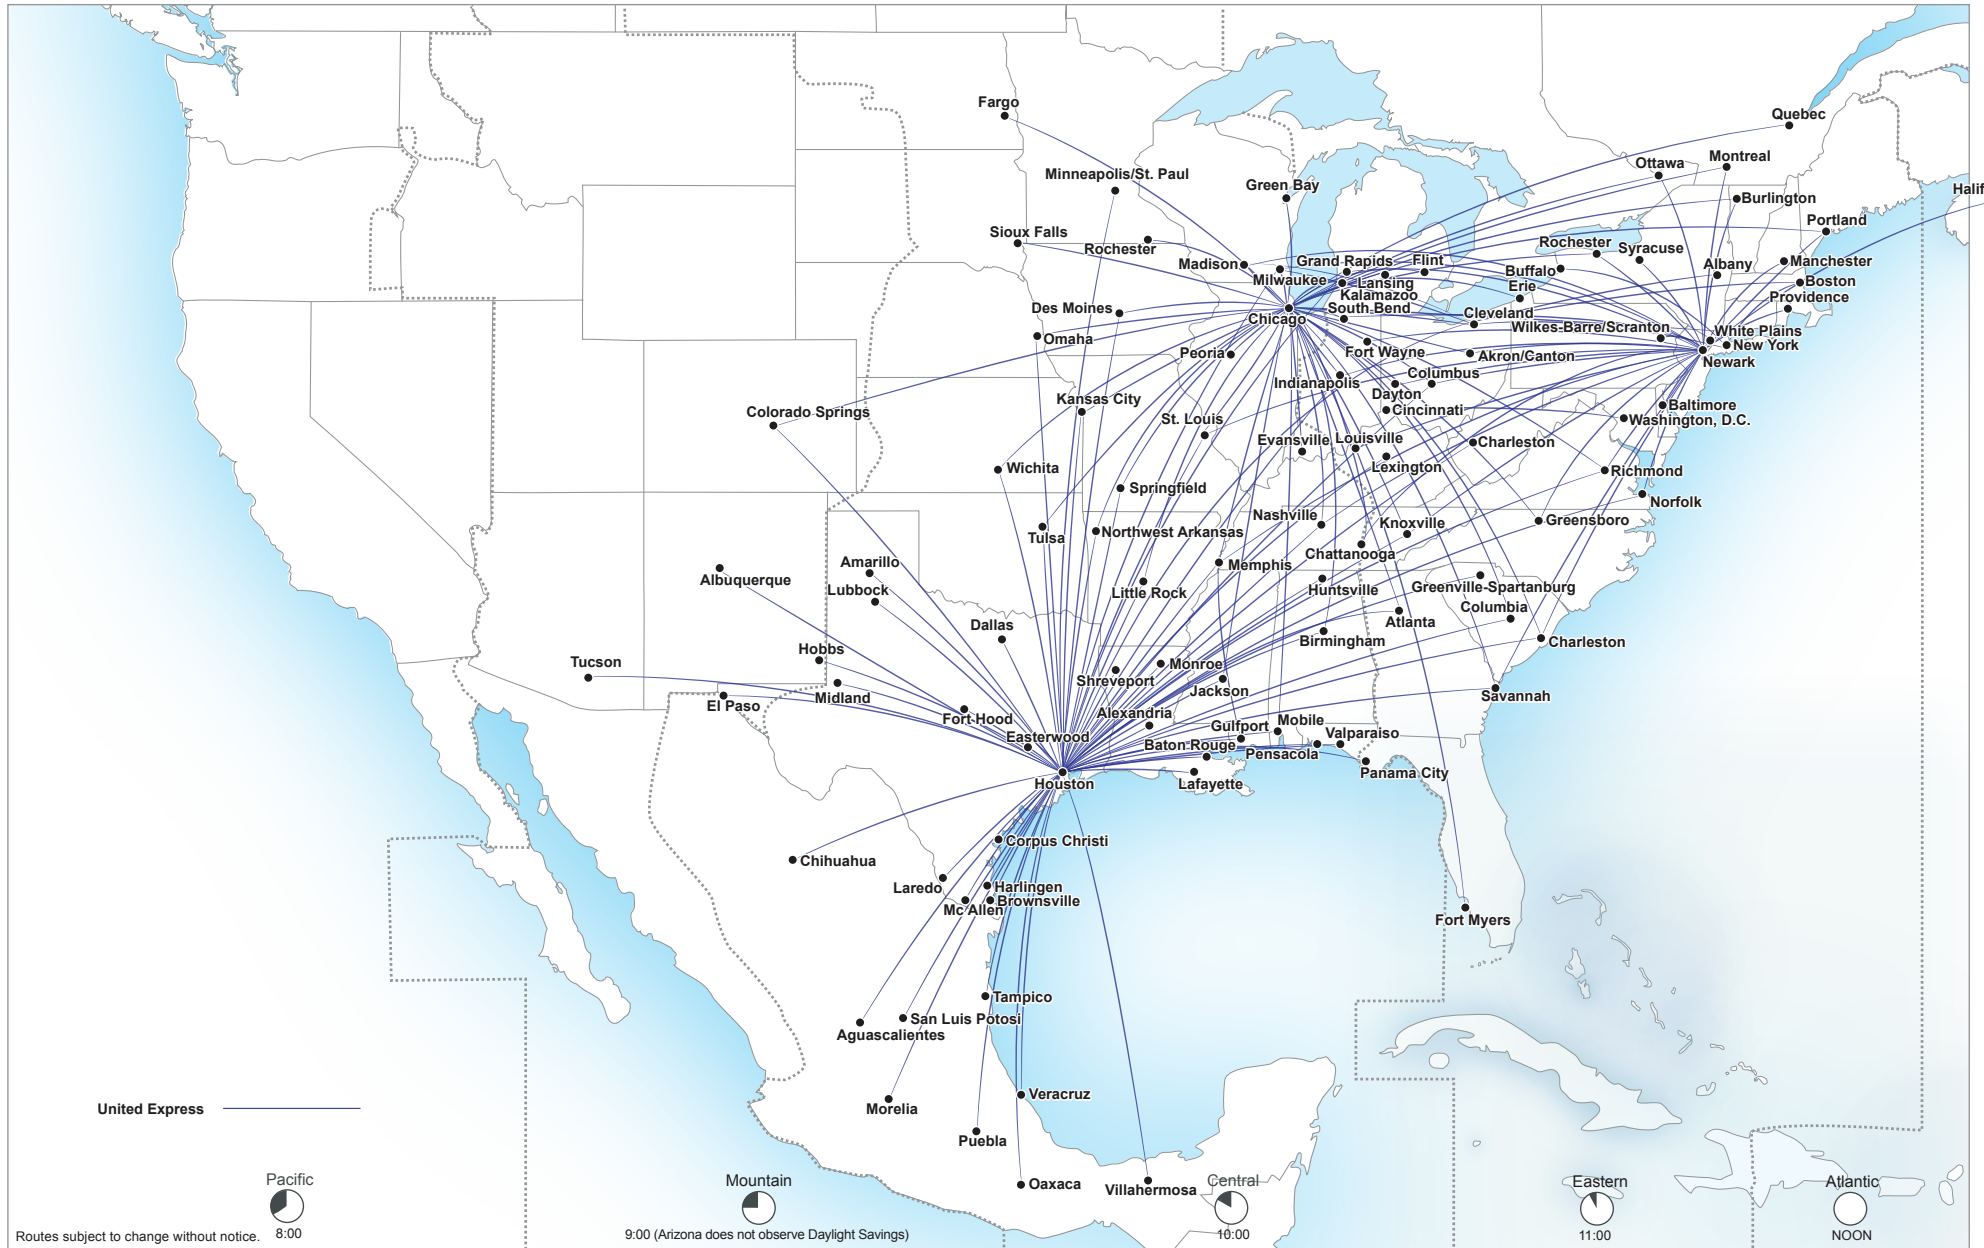 Fargo
Quebec
Ottawa
Montreal
Minneapolis/St. Paul
Green Bay
Halif
Burlington
Portland
Sioux Falls
Rochester
Rochester
Syracuse
Madison
Grand Rapids
Flint
Buffalo
Albany
Manchester
Milwaukee
Lansing
Erie
Boston
Kalamazoo
Providence
Des Moines
South Bend
Chicago
Cleveland
Wilkes-Barre/Scranton
White Plains
Omaha
New York
Peoria
Fort Wayne
Akron/Canton
Newark
Indianapolis
Columbus
Dayton
Kansas City
Colorado Springs
Cincinnati
Baltimore
St. Louis
Washington, D.C.
Evansville
Louisville
Charleston
Wichita
Lexington
Richmond
Springfield
Norfolk
Nashville
Knoxville
Greensboro
Tulsa
Northwest Arkansas
Chattanooga
Amarillo
Memphis
Albuquerque
Lubbock
Little Rock
Huntsville
Greenville-Spartanburg
Columbia
Dallas
Atlanta
Birmingham
Charleston
Hobbs
Tucson
Monroe
Shreveport
Jackson
Midland
Savannah
El Paso
Fort Hood
Alexandria
Gulfport
Mobile
Easterwood
Valparaiso
Baton Rouge
Pensacola
Panama City
Houston
Lafayette
Corpus Christi
Chihuahua
Laredo
Harlingen
Mc Allen
Brownsville
Fort Myers
Tampico
San Luis Potosi
Aguascalientes
Veracruz
Morelia
United Express
Puebla
Oaxaca
Villahermosa
Pacific
Mountain
Central
Eastern
Atlantic
Routes subject to change without notice.
8:00
9:00 (Arizona does not observe Daylight Savings)
10:00
11:00
NOON